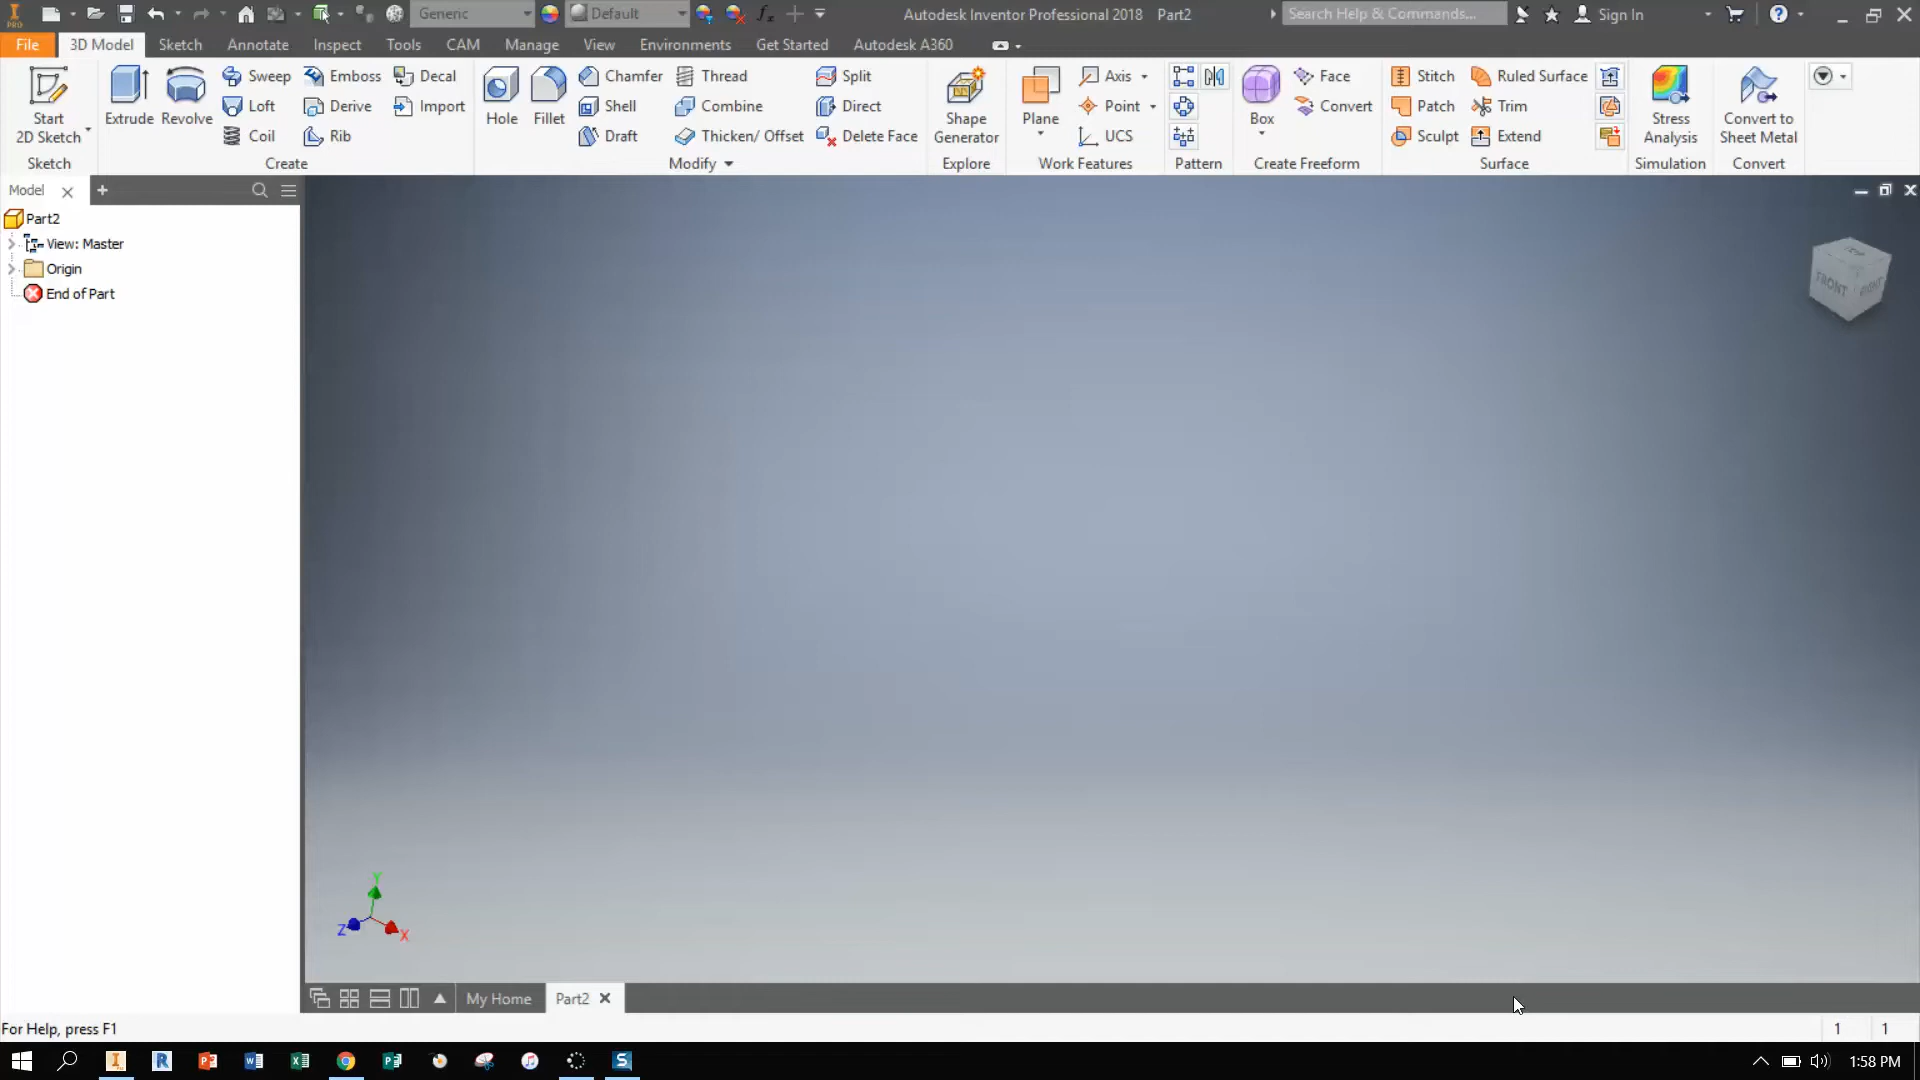 PRO Generic Default Autodesk Inventor Professional 2018 Part2 Search Help & Commands... Sign In
File 3D Model Sketch Annotate Inspect Tools CAM Manage View Environments Get Started Autodesk A360
Start 2D Sketch
Extrude Revolve Sweep Loft Coil Emboss Derive Rib Decal Import
Hole Fillet Chamfer Shell Draft Thread Combine Thicken/ Offset Split Direct Delete Face
Shape Generator
Plane Axis Point UCS
Box Face Convert
Stitch Patch Sculpt Ruled Surface Trim Extend
Stress Analysis
Convert to Sheet Metal
Sketch Create Modify Explore Work Features Pattern Create Freeform Surface Simulation Convert
Model
Part2
View: Master
Origin
End of Part
FRONT RIGHT
Y
Z X
My Home Part2
For Help, press F1 1 1
1:58 PM